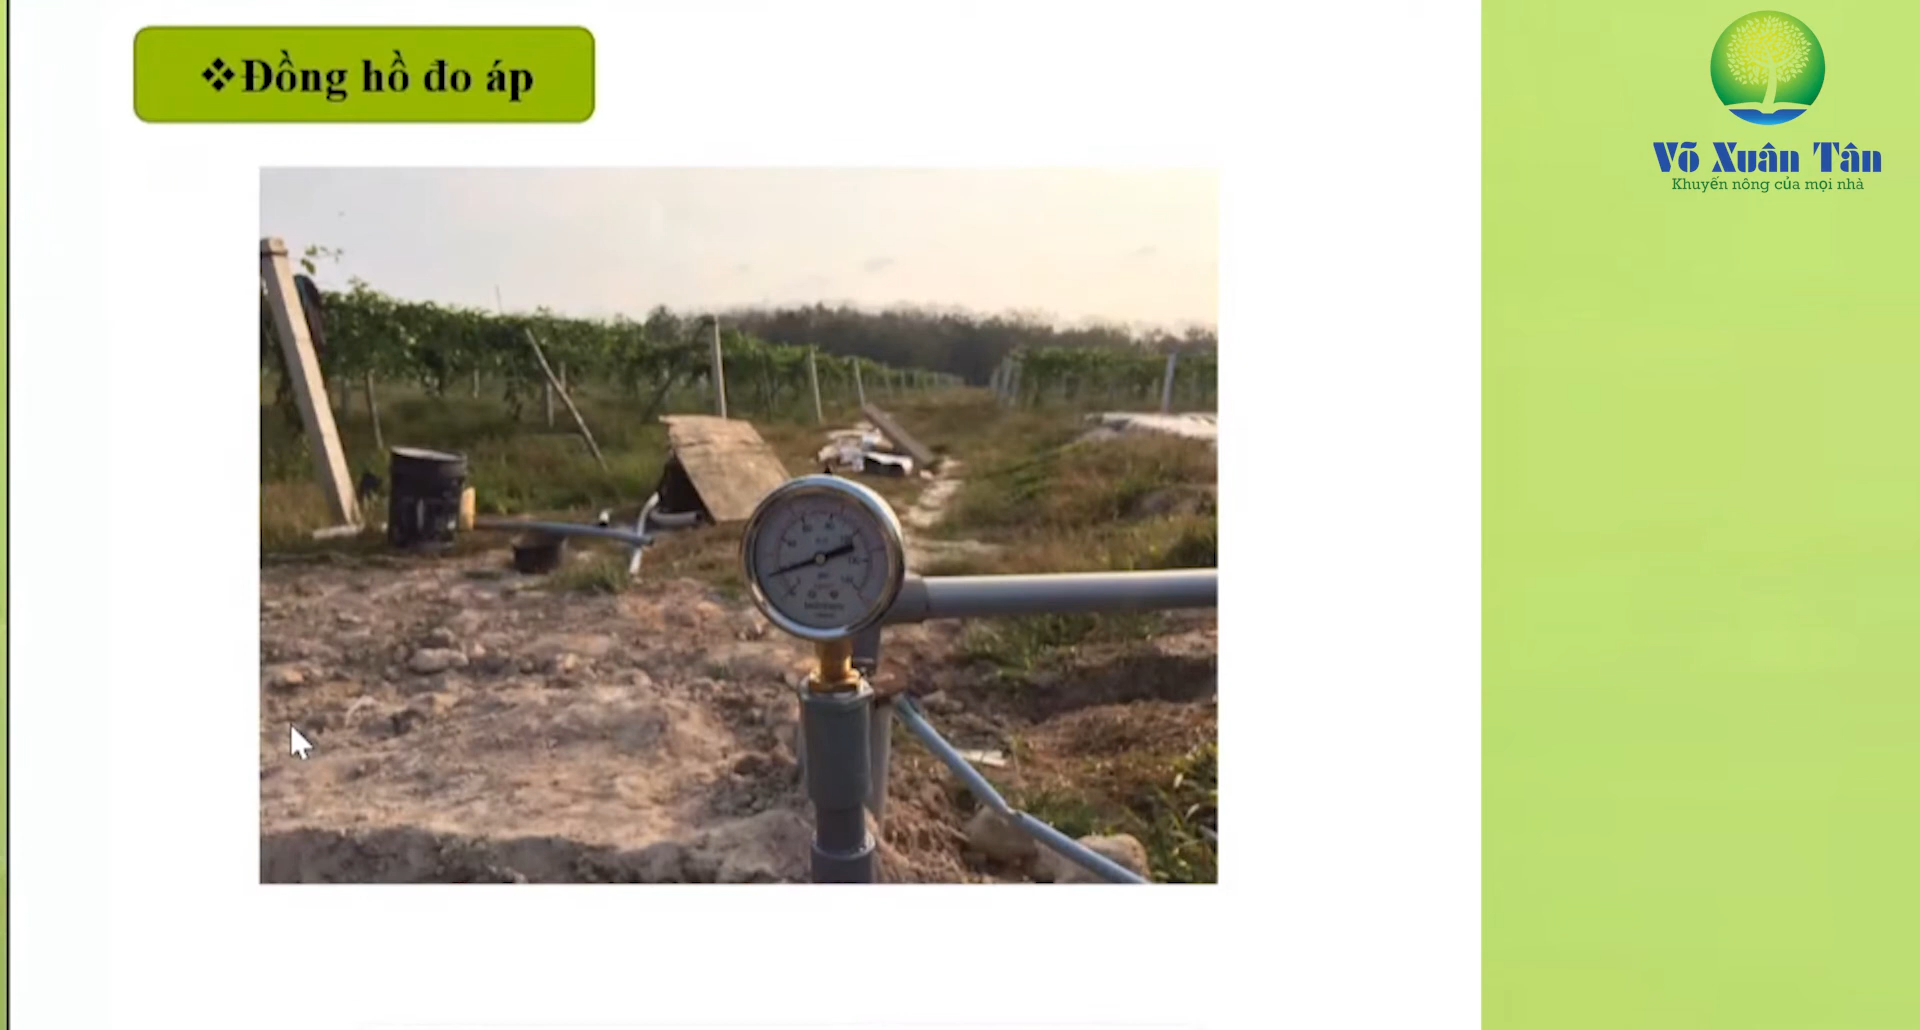 ❖Đồng hồ đo áp
Võ Xuân Tân
Khuyến nông của mọi nhà